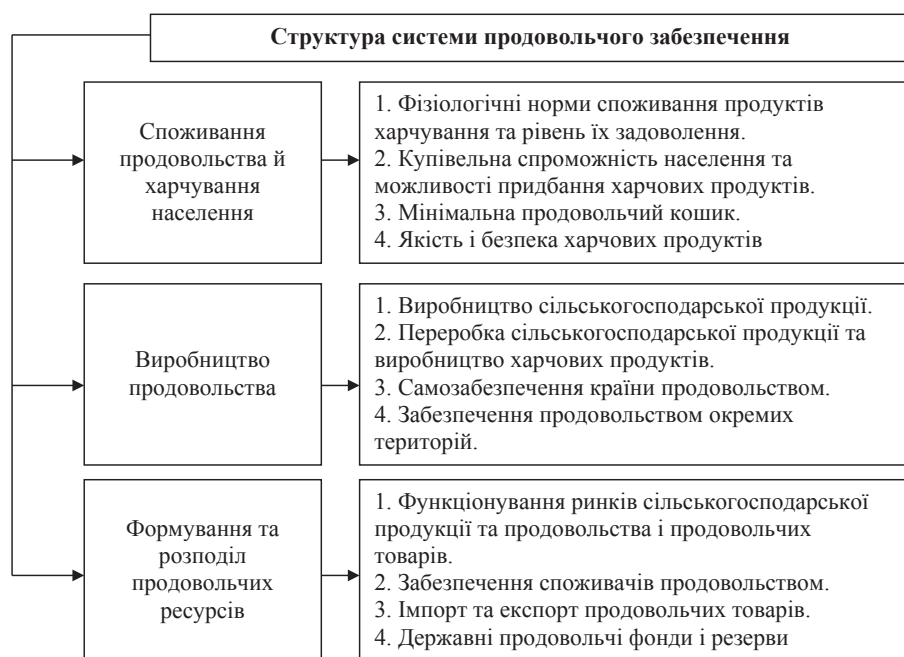 Структура системи продовольчого забезпечення
Споживання
продовольства й
харчування
населення
1. Фізіологічні норми споживання продуктів
харчування та рівень їх задоволення.
2. Купівельна спроможність населення та
можливості придбання харчових продуктів.
3. Мінімальна продовольчий кошик.
4. Якість і безпека харчових продуктів
Виробництво
продовольства
1. Виробництво сільськогосподарської продукції.
2. Переробка сільськогосподарської продукції та
виробництво харчових продуктів.
3. Самозабезпечення країни продовольством.
4. Забезпечення продовольством окремих
територій.
Формування та
розподіл
продовольчих
ресурсів
1. Функціонування ринків сільськогосподарської
продукції та продовольства і продовольчих
товарів.
2. Забезпечення споживачів продовольством.
3. Імпорт та експорт продовольчих товарів.
4. Державні продовольчі фонди і резерви